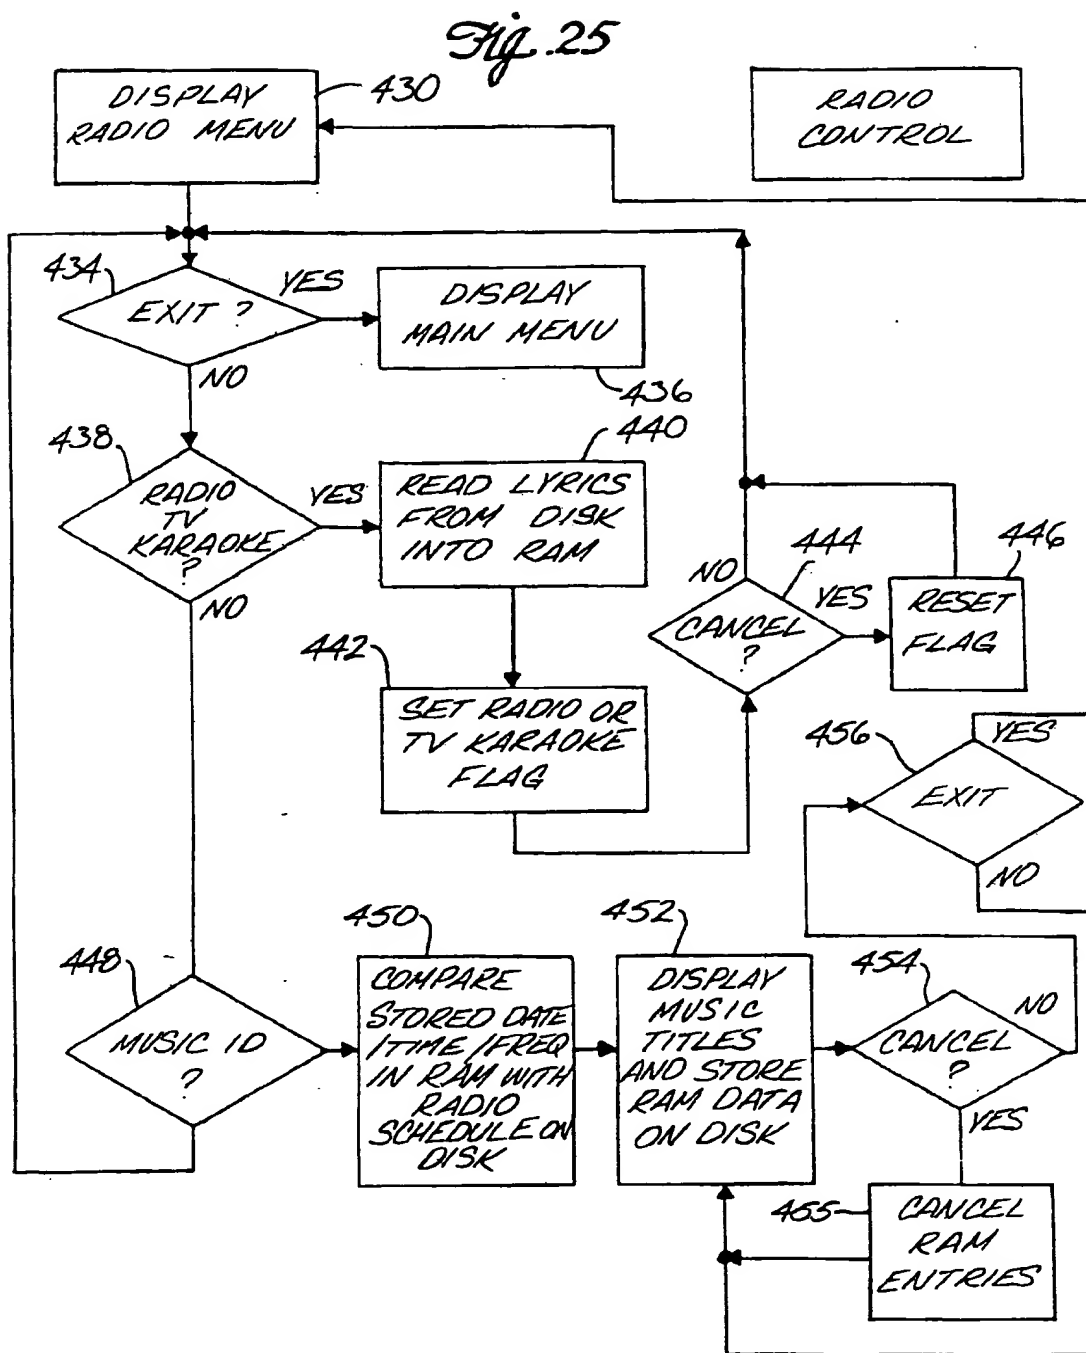 Fig. 25
DISPLAY
RADIO MENU
430
RADIO
CONTROL
434
EXIT ?
YES
NO
DISPLAY
MAIN MENU
436
438
RADIO
TV
KARAOKE
?
YES
NO
440
READ LYRICS
FROM DISK
INTO RAM
442
SET RADIO OR
TV KARAOKE
FLAG
444
NO
CANCEL
?
YES
446
RESET
FLAG
456
YES
EXIT
NO
448
MUSIC ID
?
450
COMPARE
STORED DATE
/TIME /FREQ
IN RAM WITH
RADIO
SCHEDULE ON
DISK
452
DISPLAY
MUSIC
TITLES
AND STORE
RAM DATA
ON DISK
454
NO
CANCEL
?
YES
455
CANCEL
RAM
ENTRIES